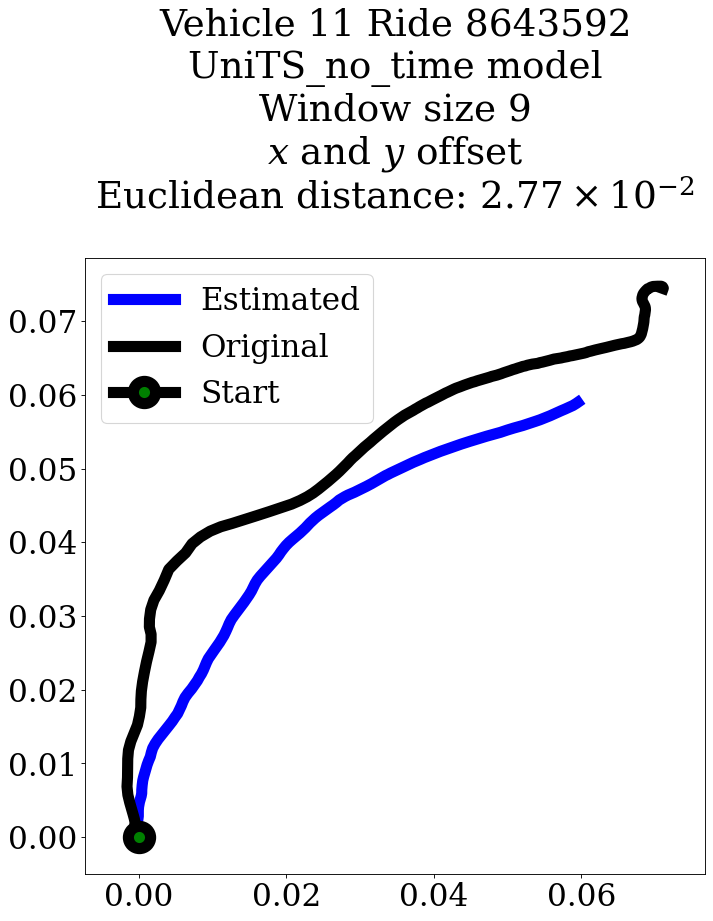 Vehicle 11 Ride 8643592
UniTS_no_time model
Window size 9
x and y offset
Euclidean distance: 2.77 × 10⁻²
Estimated
Original
Start
0.07
0.06
0.05
0.04
0.03
0.02
0.01
0.00
0.00 0.02 0.04 0.06